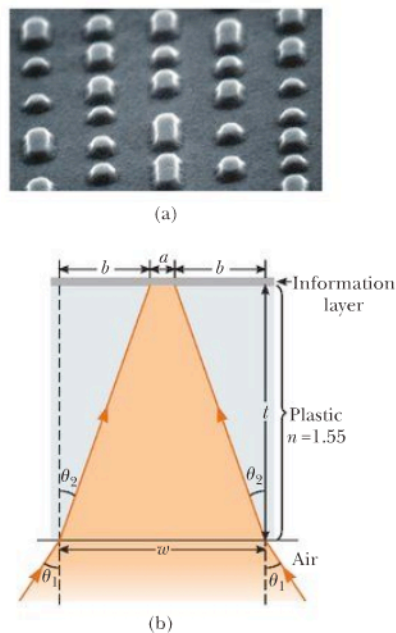 (a)
b a b
Information
layer
t
Plastic
n = 1.55
θ₂ θ₂
w
Air
θ₁ θ₁
(b)